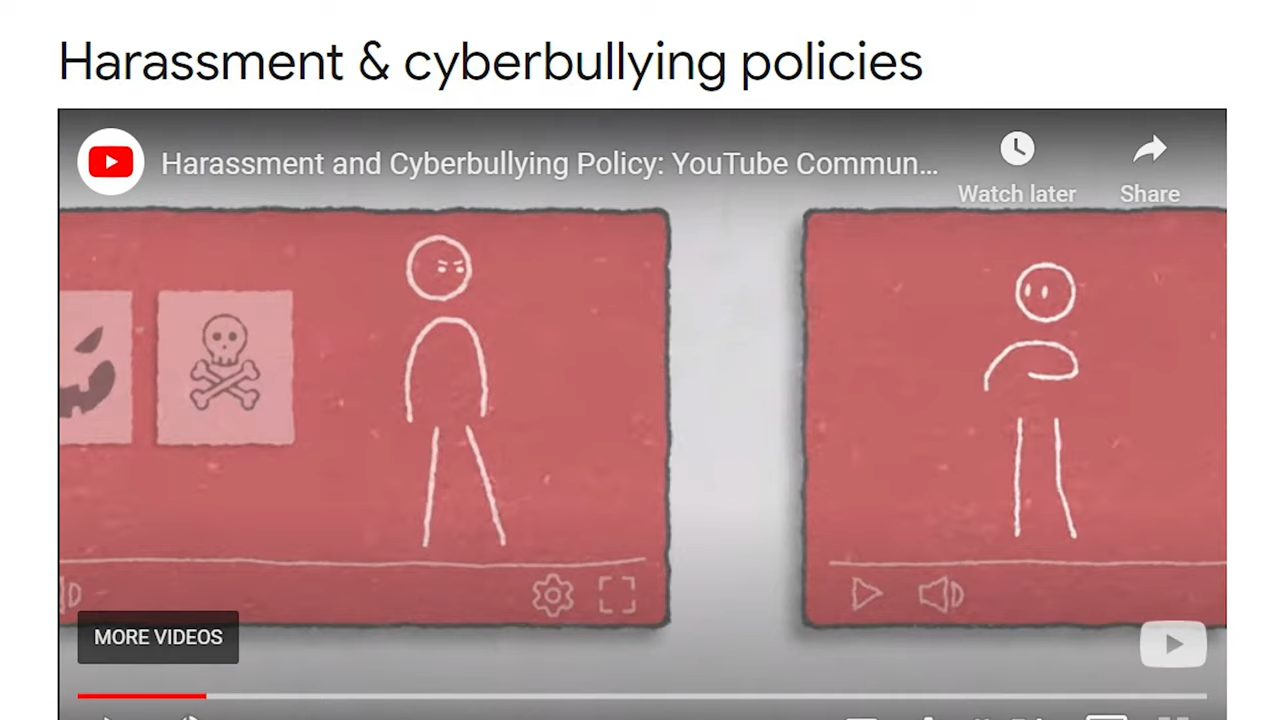 Harassment & cyberbullying policies
Harassment and Cyberbullying Policy: YouTube Commun...
Watch later
Share
MORE VIDEOS